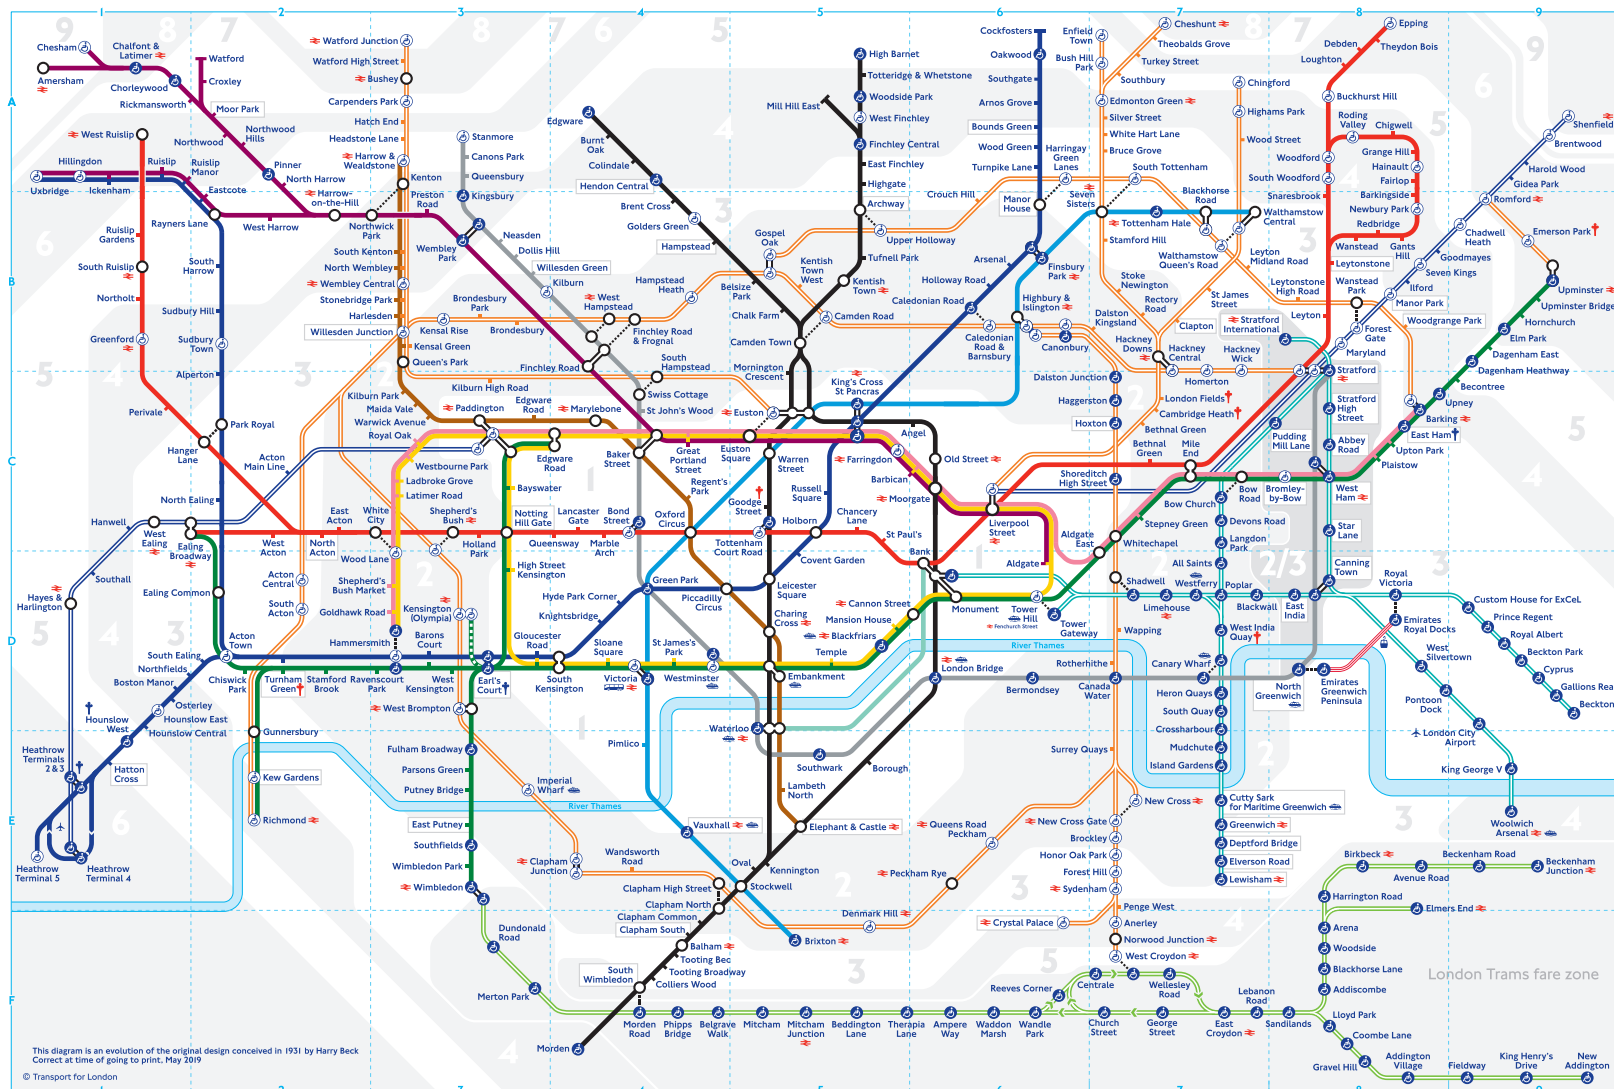 1 2 3 4 5 6 7 8 9
Chesham
Chalfont &
Latimer
Watford
Croxley
Amersham
Chorleywood
Rickmansworth
Moor Park
Northwood
Northwood
Hills
Pinner
North Harrow
Harrow-
on-the-Hill
West Ruislip
Hillingdon
Ruislip
Ruislip
Manor
Eastcote
Uxbridge
Ickenham
Rayners Lane
West Harrow
Northwick
Park
Preston
Road
Ruislip
Gardens
South Ruislip
Northolt
Greenford
Perivale
Hanger
Lane
South
Harrow
Sudbury Hill
Sudbury
Town
Alperton
Park Royal
North Ealing
Watford Junction
Watford High Street
Bushey
Carpenders Park
Hatch End
Headstone Lane
Harrow &
Wealdstone
Kenton
South Kenton
North Wembley
Wembley Central
Stonebridge Park
Harlesden
Willesden Junction
Kensal Green
Queen's Park
Kilburn Park
Maida Vale
Warwick Avenue
Royal Oak
Stanmore
Canons Park
Queensbury
Kingsbury
Wembley
Park
Neasden
Dollis Hill
Willesden Green
Kilburn
West
Hampstead
Finchley Road
& Frognal
Finchley Road
Brondesbury
Park
Kensal Rise
Brondesbury
South
Hampstead
Kilburn High Road
Swiss Cottage
St John's Wood
Edgware
Burnt
Oak
Colindale
Hendon Central
Brent Cross
Golders Green
Hampstead
Hampstead
Heath
Belsize
Park
Chalk Farm
Camden Town
Mornington
Crescent
Euston
Gospel
Oak
Kentish
Town
West
Camden Road
High Barnet
Totteridge & Whetstone
Woodside Park
West Finchley
Mill Hill East
Finchley Central
East Finchley
Highgate
Archway
Upper Holloway
Tufnell Park
Kentish
Town
Crouch Hill
Cockfosters
Oakwood
Southgate
Arnos Grove
Bounds Green
Wood Green
Turnpike Lane
Harringay
Green
Lanes
Manor
House
Arsenal
Finsbury
Park
Holloway Road
Caledonian Road
Highbury &
Islington
Caledonian
Road &
Barnsbury
Canonbury
King's Cross
St Pancras
Enfield
Town
Bush Hill
Park
Cheshunt
Theobalds Grove
Turkey Street
Southbury
Edmonton Green
Silver Street
White Hart Lane
Bruce Grove
South Tottenham
Seven
Sisters
Tottenham Hale
Blackhorse
Road
Walthamstow
Central
Stamford Hill
Walthamstow
Queen's Road
Stoke
Newington
Rectory
Road
St James
Street
Clapton
Leyton
Midland Road
Chingford
Highams Park
Wood Street
Leytonstone
High Road
Wanstead
Park
Woodgrange Park
Stratford
International
Dalston
Kingsland
Hackney
Downs
Hackney
Central
Hackney
Wick
Homerton
Stratford
Dalston Junction
Haggerston
Hoxton
London Fields
Cambridge Heath
Bethnal Green
Epping
Debden
Theydon Bois
Loughton
Buckhurst Hill
Roding
Valley
Chigwell
Grange Hill
Hainault
Fairlop
Barkingside
Newbury Park
Redbridge
Woodford
South Woodford
Snaresbrook
Wanstead
Gants
Hill
Leytonstone
Leyton
Shenfield
Brentwood
Harold Wood
Gidea Park
Romford
Emerson Park
Chadwell
Heath
Goodmayes
Seven Kings
Ilford
Manor Park
Forest
Gate
Maryland
Upminster
Upminster Bridge
Hornchurch
Elm Park
Dagenham East
Dagenham Heathway
Becontree
Upney
Barking
East Ham
Upton Park
Plaistow
Stratford
High
Street
Abbey
Road
West
Ham
Star
Lane
Canning
Town
Pudding
Mill Lane
Bow
Road
Bromley-
by-Bow
Bow Church
Devons Road
Langdon
Park
All Saints
Bethnal
Green
Mile
End
Shoreditch
High Street
Stepney Green
Whitechapel
Aldgate
East
Aldgate
Liverpool
Street
Moorgate
Old Street
Angel
Farringdon
Barbican
Paddington
Edgware
Road
Marylebone
Edgware
Road
Baker
Street
Great
Portland
Street
Euston
Square
Warren
Street
Regent's
Park
Goodge
Street
Russell
Square
Oxford
Circus
Holborn
Chancery
Lane
St Paul's
Bank
Tottenham
Court Road
Covent Garden
Leicester
Square
Piccadilly
Circus
Green Park
Charing
Cross
Bond
Street
Marble
Arch
Lancaster
Gate
Queensway
Notting
Hill Gate
Bayswater
High Street
Kensington
Holland
Park
Shepherd's
Bush
White
City
Wood Lane
East
Acton
North
Acton
West
Acton
Acton
Main Line
Hanwell
West
Ealing
Ealing
Broadway
Southall
Hayes &
Harlington
Ealing Common
Acton
Central
South
Acton
Acton
Town
Westbourne Park
Ladbroke Grove
Latimer Road
Shepherd's
Bush Market
Goldhawk Road
Hammersmith
Kensington
(Olympia)
Barons
Court
Gloucester
Road
Hyde Park Corner
Knightsbridge
Sloane
Square
St James's
Park
Victoria
Westminster
Embankment
Temple
Blackfriars
Mansion House
Cannon Street
Monument
Tower
Hill
Fenchurch Street
Tower
Gateway
London Bridge
South Ealing
Northfields
Boston Manor
Osterley
Hounslow East
Hounslow Central
Hounslow
West
Hatton
Cross
Heathrow
Terminals
2 & 3
Heathrow
Terminal 5
Heathrow
Terminal 4
Chiswick
Park
Turnham
Green
Stamford
Brook
Ravenscourt
Park
West
Kensington
Earl's
Court
South
Kensington
Gunnersbury
Kew Gardens
Richmond
West Brompton
Fulham Broadway
Parsons Green
Putney Bridge
East Putney
Southfields
Wimbledon Park
Wimbledon
Imperial
Wharf
Clapham
Junction
Wandsworth
Road
Clapham High Street
Clapham North
Clapham Common
Clapham South
Balham
Tooting Bec
Tooting Broadway
Colliers Wood
South
Wimbledon
Morden
Pimlico
Vauxhall
Stockwell
Oval
Kennington
Brixton
Denmark Hill
Peckham Rye
Queens Road
Peckham
Waterloo
Southwark
Lambeth
North
Elephant & Castle
Borough
Bermondsey
Canada
Water
Shadwell
Wapping
Rotherhithe
Surrey Quays
New Cross
New Cross Gate
Brockley
Honor Oak Park
Forest Hill
Sydenham
Penge West
Anerley
Crystal Palace
Norwood Junction
West Croydon
Limehouse
Westferry
Poplar
Blackwall
East
India
West India
Quay
Canary Wharf
Heron Quays
South Quay
Crossharbour
Mudchute
Island Gardens
Cutty Sark
for Maritime Greenwich
Greenwich
Deptford Bridge
Elverson Road
Lewisham
North
Greenwich
Emirates
Greenwich
Peninsula
Emirates
Royal Docks
Royal
Victoria
Custom House for ExCeL
Prince Regent
Royal Albert
Beckton Park
Cyprus
Gallions Rea
Beckton
West
Silvertown
Pontoon
Dock
London City
Airport
King George V
Woolwich
Arsenal
River Thames
River Thames
Dundonald
Road
Merton Park
Morden
Road
Phipps
Bridge
Belgrave
Walk
Mitcham
Mitcham
Junction
Beddington
Lane
Therapia
Lane
Ampere
Way
Waddon
Marsh
Wandle
Park
Reeves Corner
Centrale
Church
Street
Wellesley
Road
George
Street
East
Croydon
Lebanon
Road
Sandilands
Lloyd Park
Coombe Lane
Gravel Hill
Addington
Village
Fieldway
King Henry's
Drive
New
Addington
Addiscombe
Blackhorse Lane
Woodside
Arena
Elmers End
Harrington Road
Birkbeck
Avenue Road
Beckenham Road
Beckenham
Junction
London Trams fare zone
2/3
A
B
C
D
E
F
This diagram is an evolution of the original design conceived in 1931 by Harry Beck
Correct at time of going to print, May 2019
© Transport for London